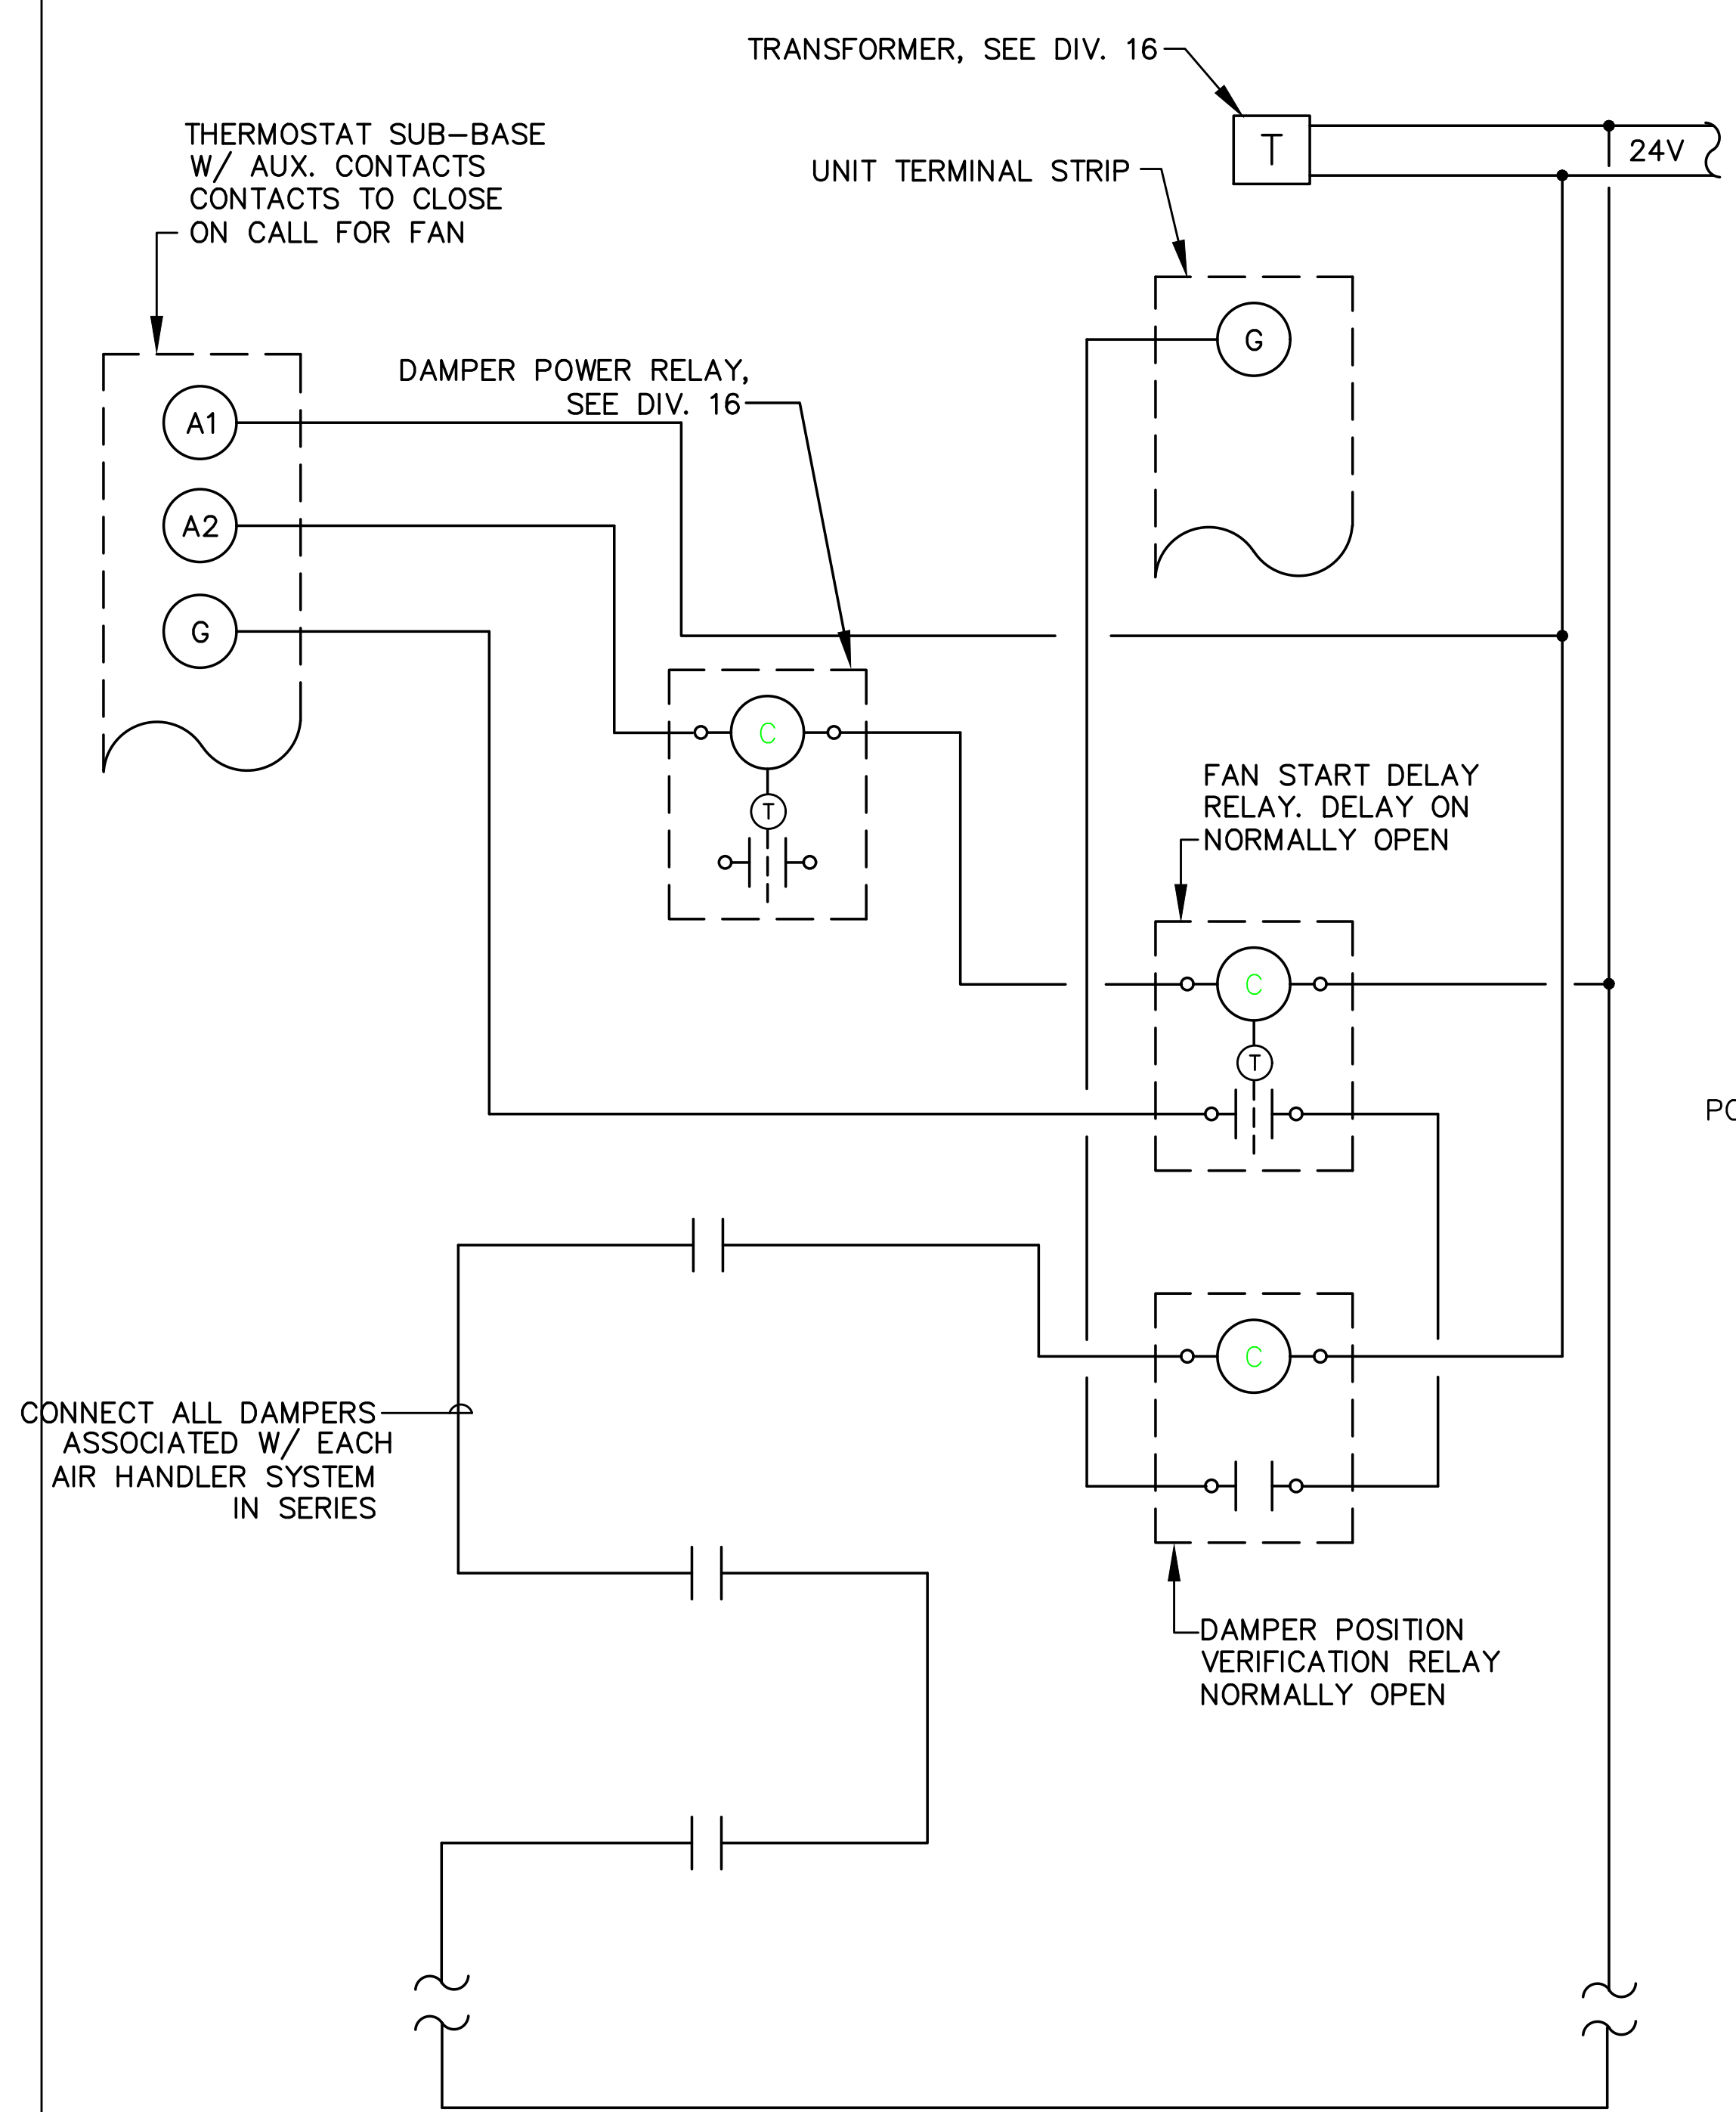 TRANSFORMER, SEE DIV. 16
T
24V
THERMOSTAT SUB-BASE
W/ AUX. CONTACTS
CONTACTS TO CLOSE
ON CALL FOR FAN
UNIT TERMINAL STRIP
G
DAMPER POWER RELAY,
SEE DIV. 16
A1
A2
G
C
T
FAN START DELAY
RELAY. DELAY ON
NORMALLY OPEN
C
T
C
CONNECT ALL DAMPERS
ASSOCIATED W/ EACH
AIR HANDLER SYSTEM
IN SERIES
DAMPER POSITION
VERIFICATION RELAY
NORMALLY OPEN